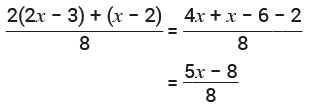 2(2x − 3) + (x − 2) / 8 = 4x + x − 6 − 2 / 8
= 5x − 8 / 8